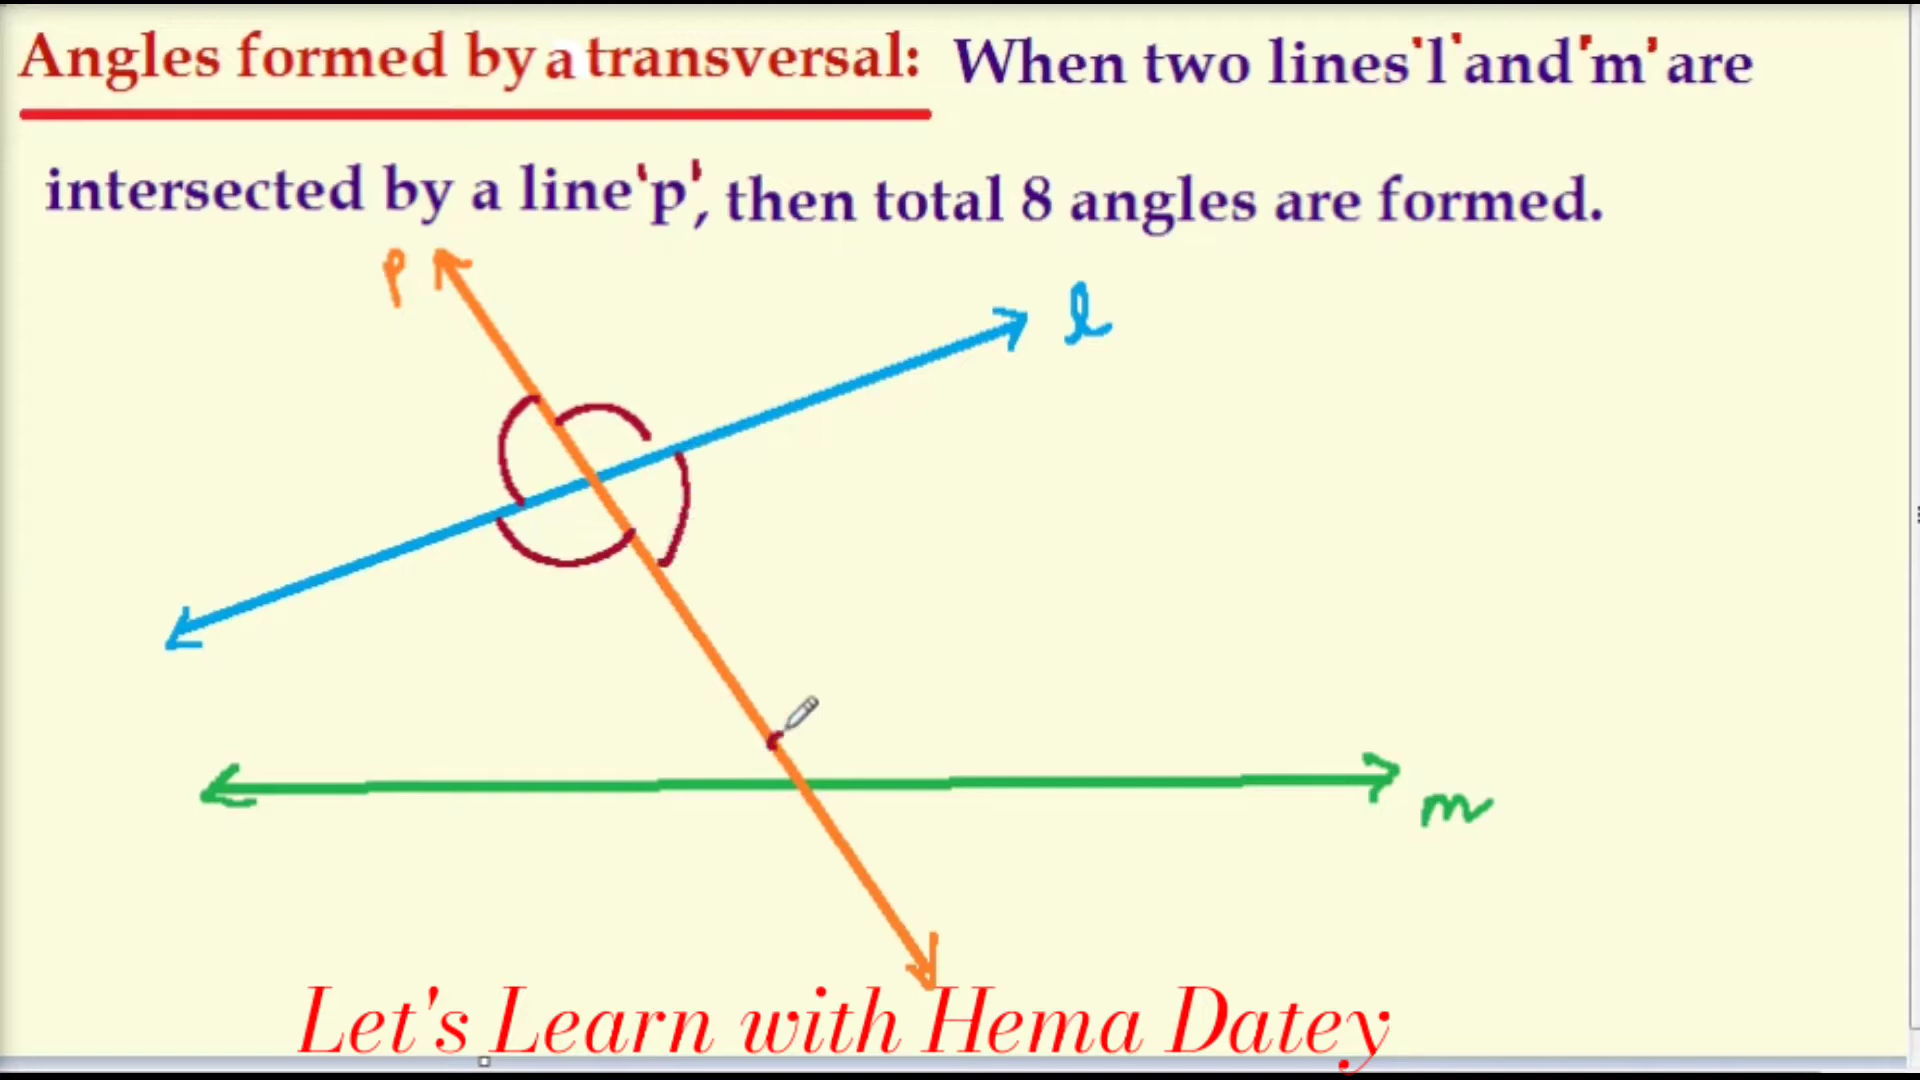 Angles formed by a transversal: When two lines 'l' and 'm' are
intersected by a line 'p', then total 8 angles are formed.
p
l
m
Let's Learn with Hema Datey